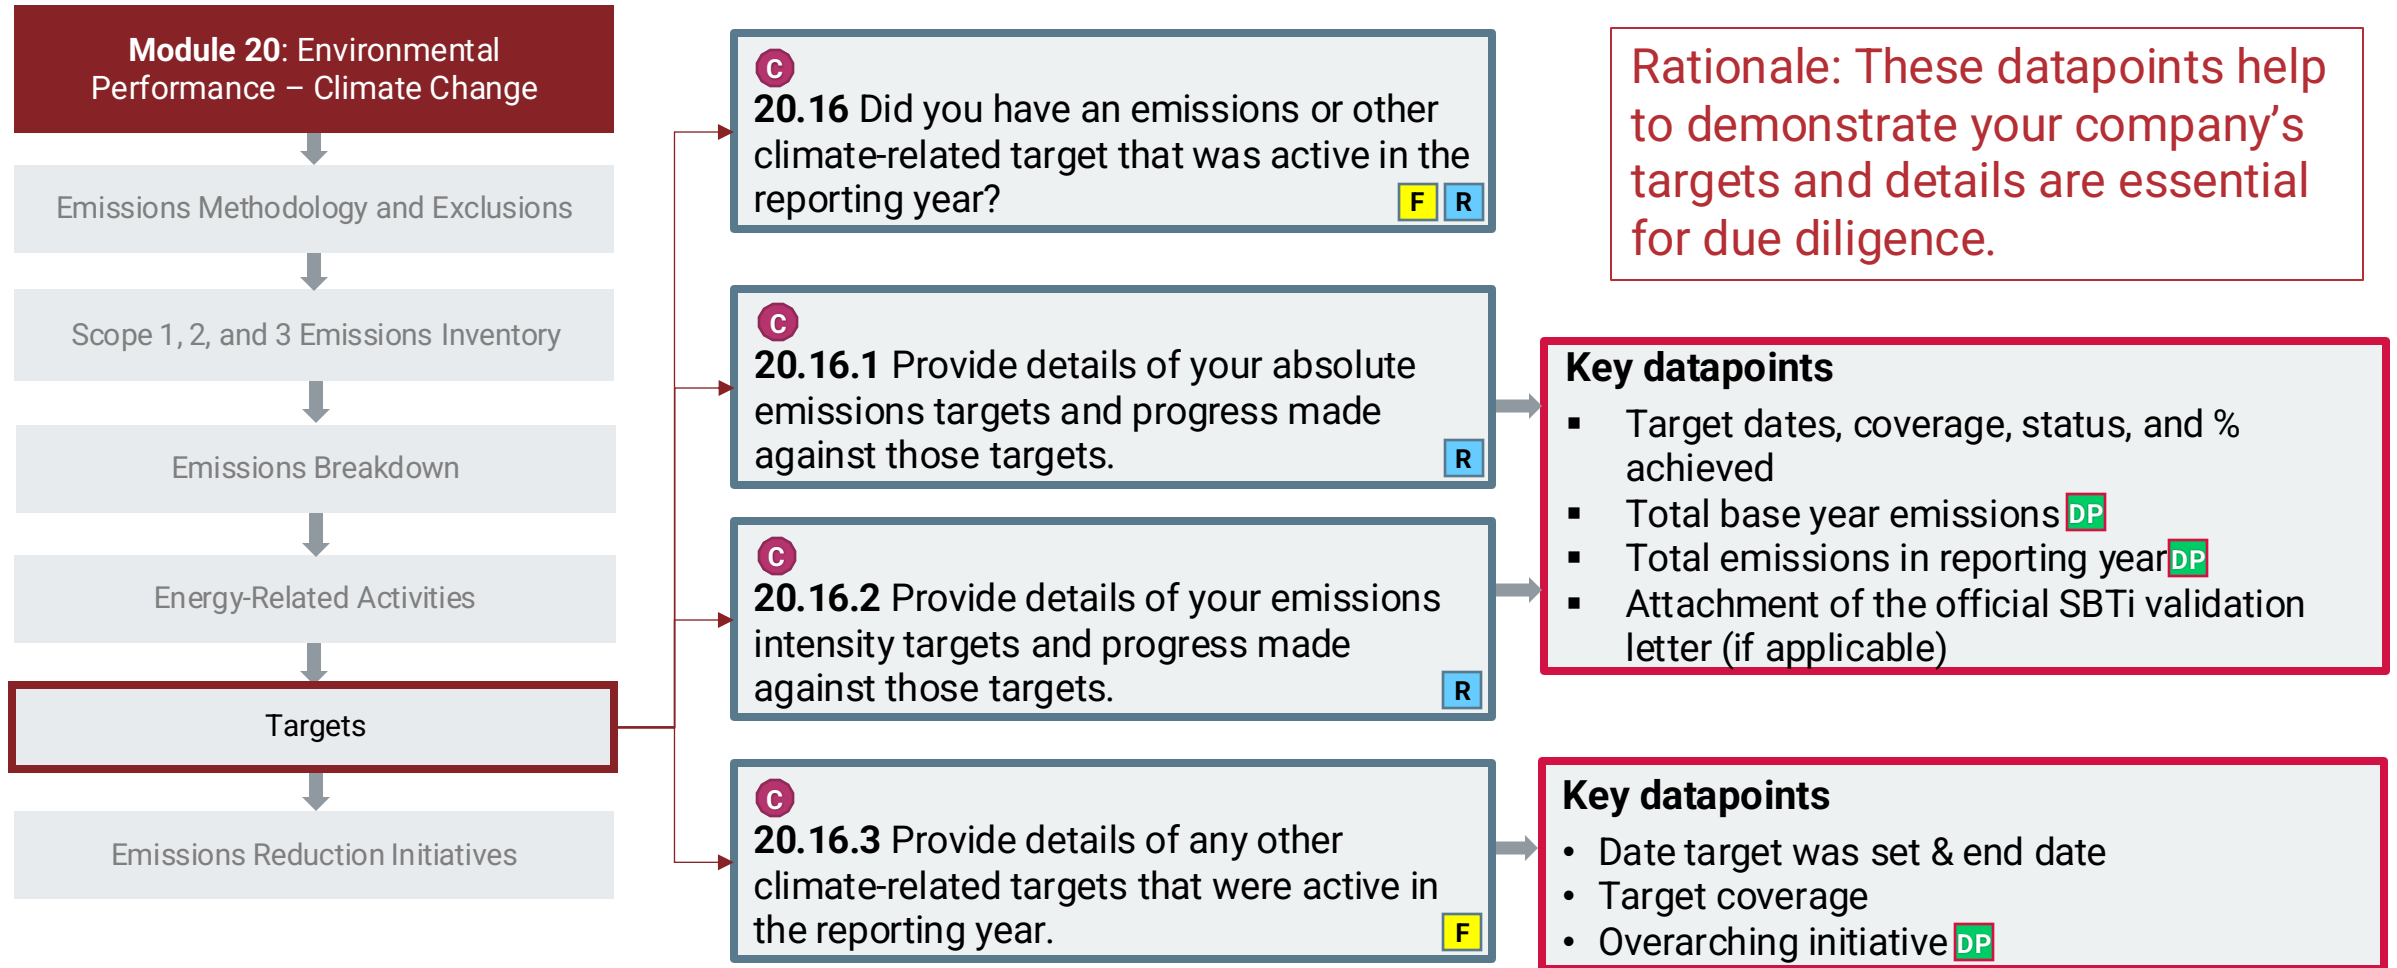 Module 20: Environmental
Performance – Climate Change
Emissions Methodology and Exclusions
Scope 1, 2, and 3 Emissions Inventory
Emissions Breakdown
Energy-Related Activities
Targets
Emissions Reduction Initiatives
C
20.16 Did you have an emissions or other
climate-related target that was active in the
reporting year?
F R
C
20.16.1 Provide details of your absolute
emissions targets and progress made
against those targets.
R
C
20.16.2 Provide details of your emissions
intensity targets and progress made
against those targets.
R
C
20.16.3 Provide details of any other
climate-related targets that were active in
the reporting year.
F
Rationale: These datapoints help
to demonstrate your company’s
targets and details are essential
for due diligence.
Key datapoints
▪ Target dates, coverage, status, and %
achieved
▪ Total base year emissions DP
▪ Total emissions in reporting year DP
▪ Attachment of the official SBTi validation
letter (if applicable)
Key datapoints
• Date target was set & end date
• Target coverage
• Overarching initiative DP